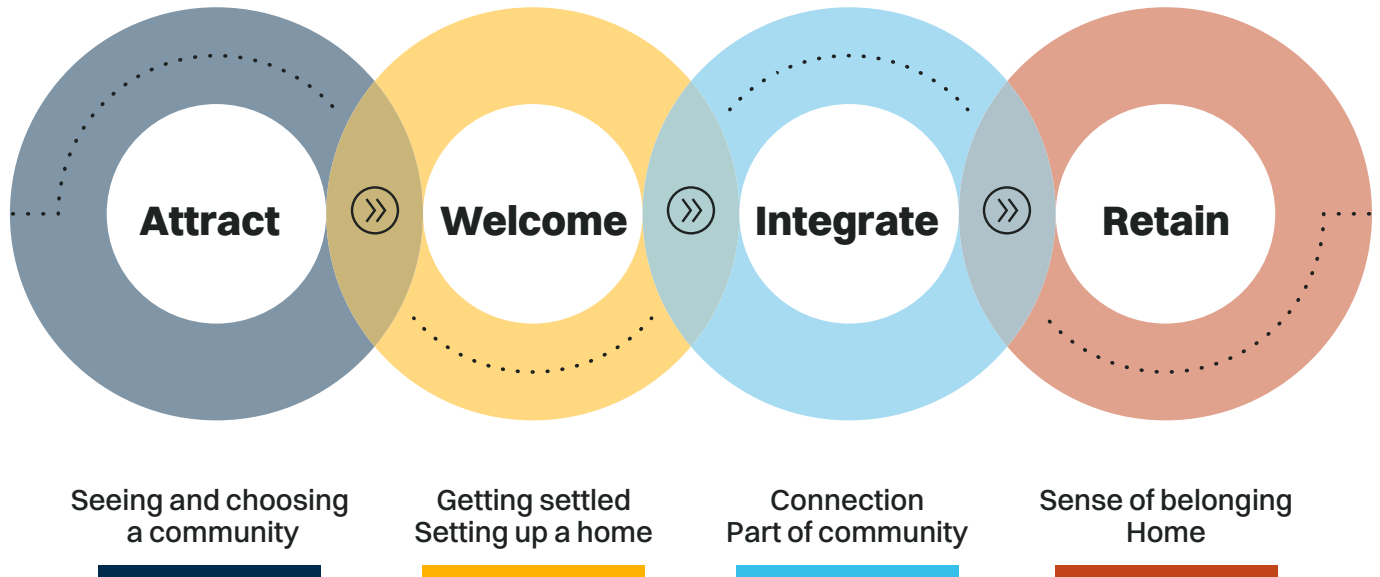 Attract
Welcome
Integrate
Retain
Seeing and choosing
a community
Getting settled
Setting up a home
Connection
Part of community
Sense of belonging
Home